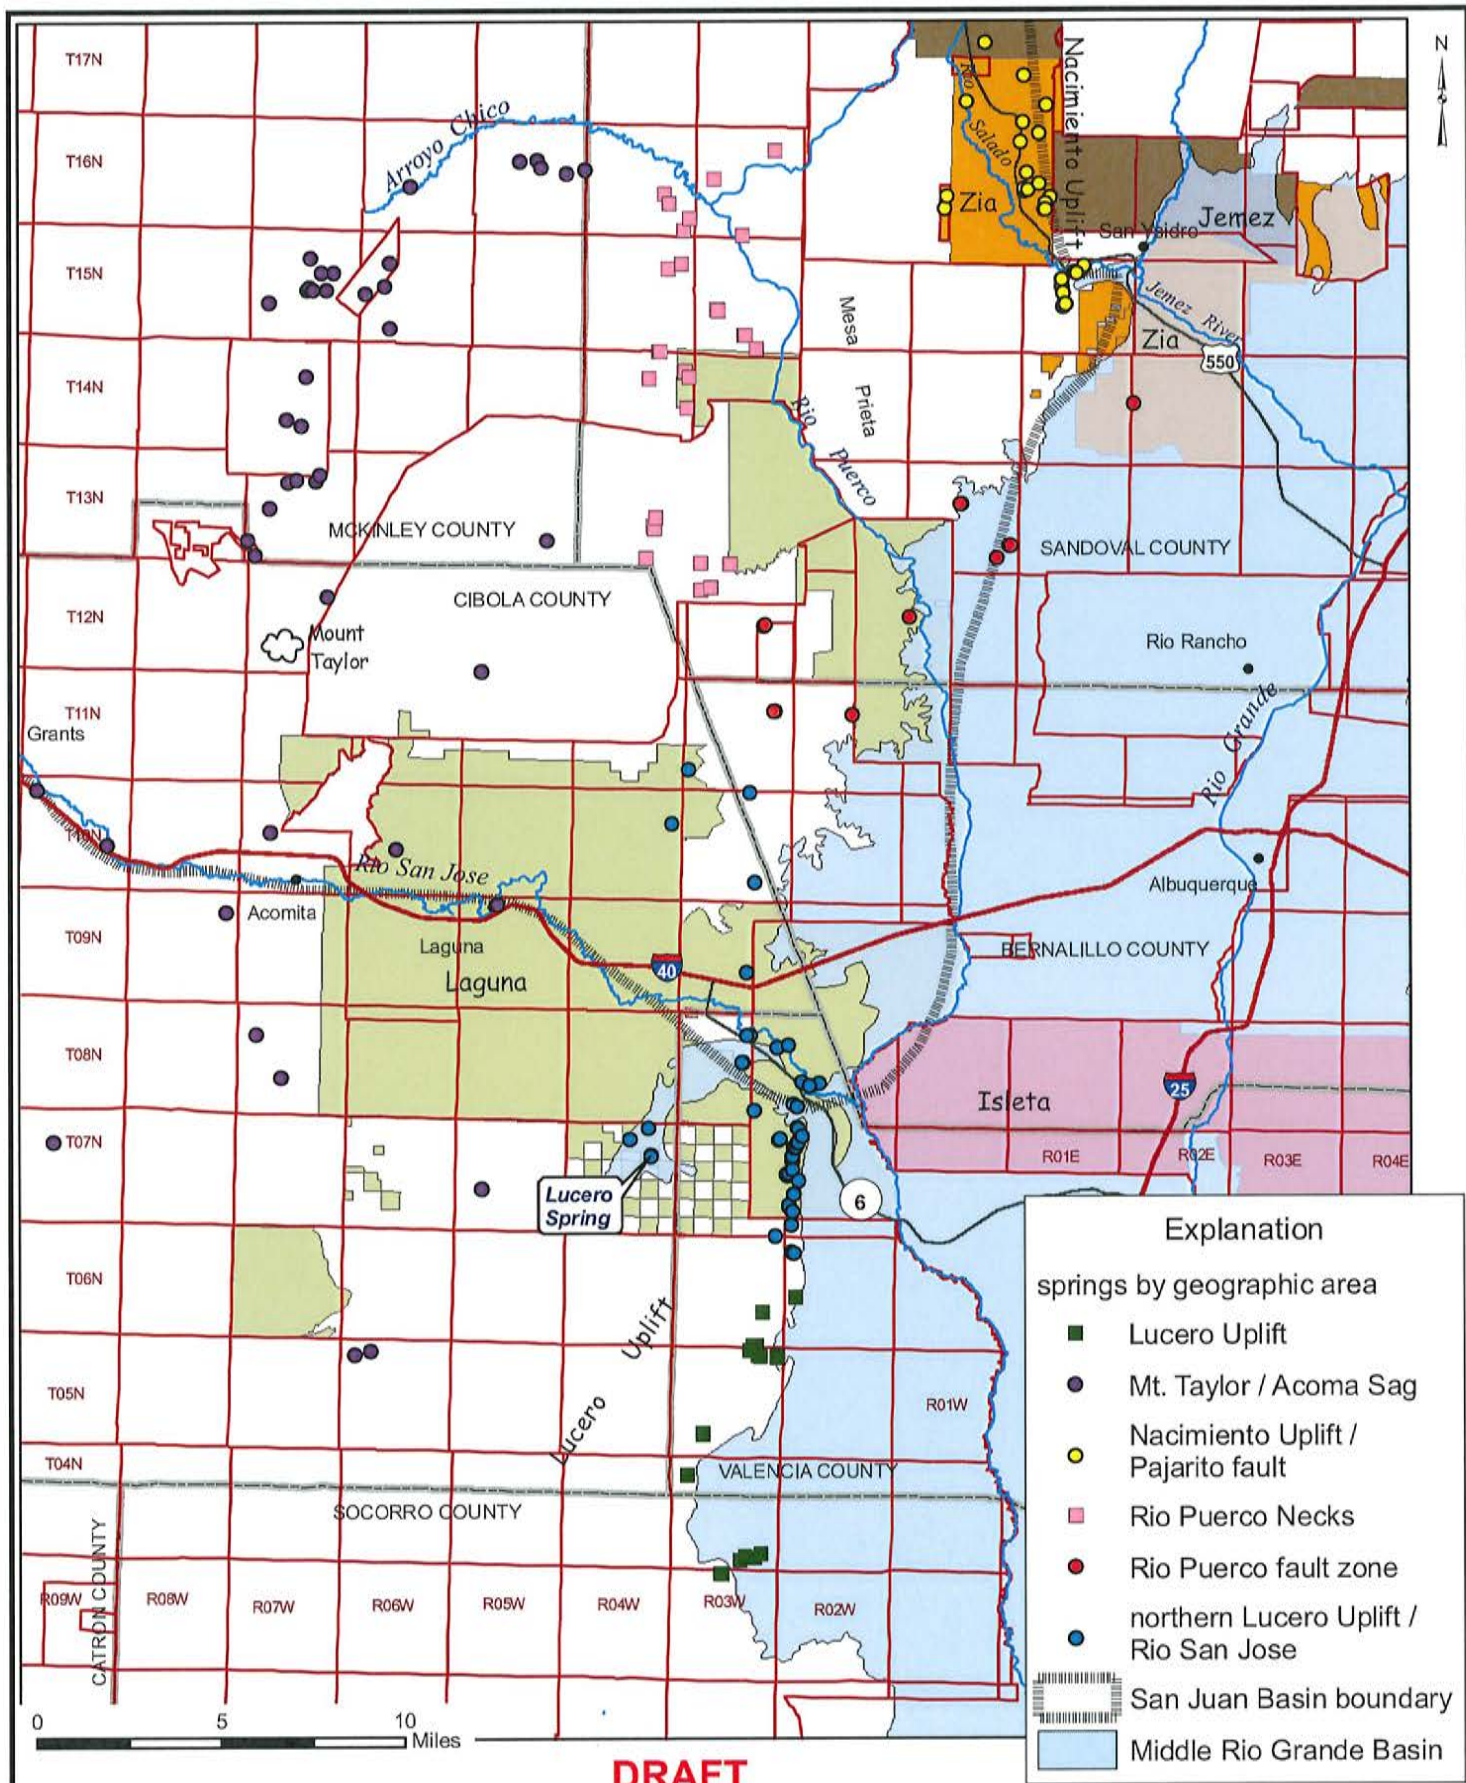 T17N
N
Arroyo Chico
Rio
Salado
Nacimiento Uplift
T16N
Zia
San Ysidro
Jemez
T15N
Mesa
Prieta
Jemez River
Zia
550
T14N
Rio
Puerco
T13N
MCKINLEY COUNTY
SANDOVAL COUNTY
CIBOLA COUNTY
T12N
Mount
Taylor
Rio Rancho
T11N
Grants
Rio Grande
T10N
Rio San Jose
Albuquerque
Acomita
T09N
Laguna
BERNALILLO COUNTY
40
Laguna
T08N
25
Isleta
T07N
R01E
R02E
R03E
R04E
Lucero
Spring
6
T06N
Lucero Uplift
T05N
R01W
T04N
VALENCIA COUNTY
SOCORRO COUNTY
CATRON COUNTY
R09W
R08W
R07W
R06W
R05W
R04W
R03W
R02W
0
5
10
Miles
DRAFT
Explanation
springs by geographic area
Lucero Uplift
Mt. Taylor / Acoma Sag
Nacimiento Uplift /
Pajarito fault
Rio Puerco Necks
Rio Puerco fault zone
northern Lucero Uplift /
Rio San Jose
San Juan Basin boundary
Middle Rio Grande Basin